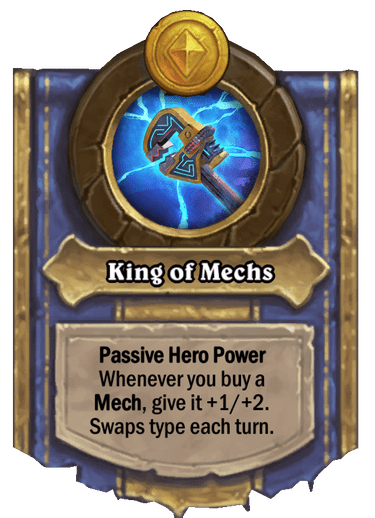 King of Mechs
Passive Hero Power
Whenever you buy a
Mech, give it +1/+2.
Swaps type each turn.